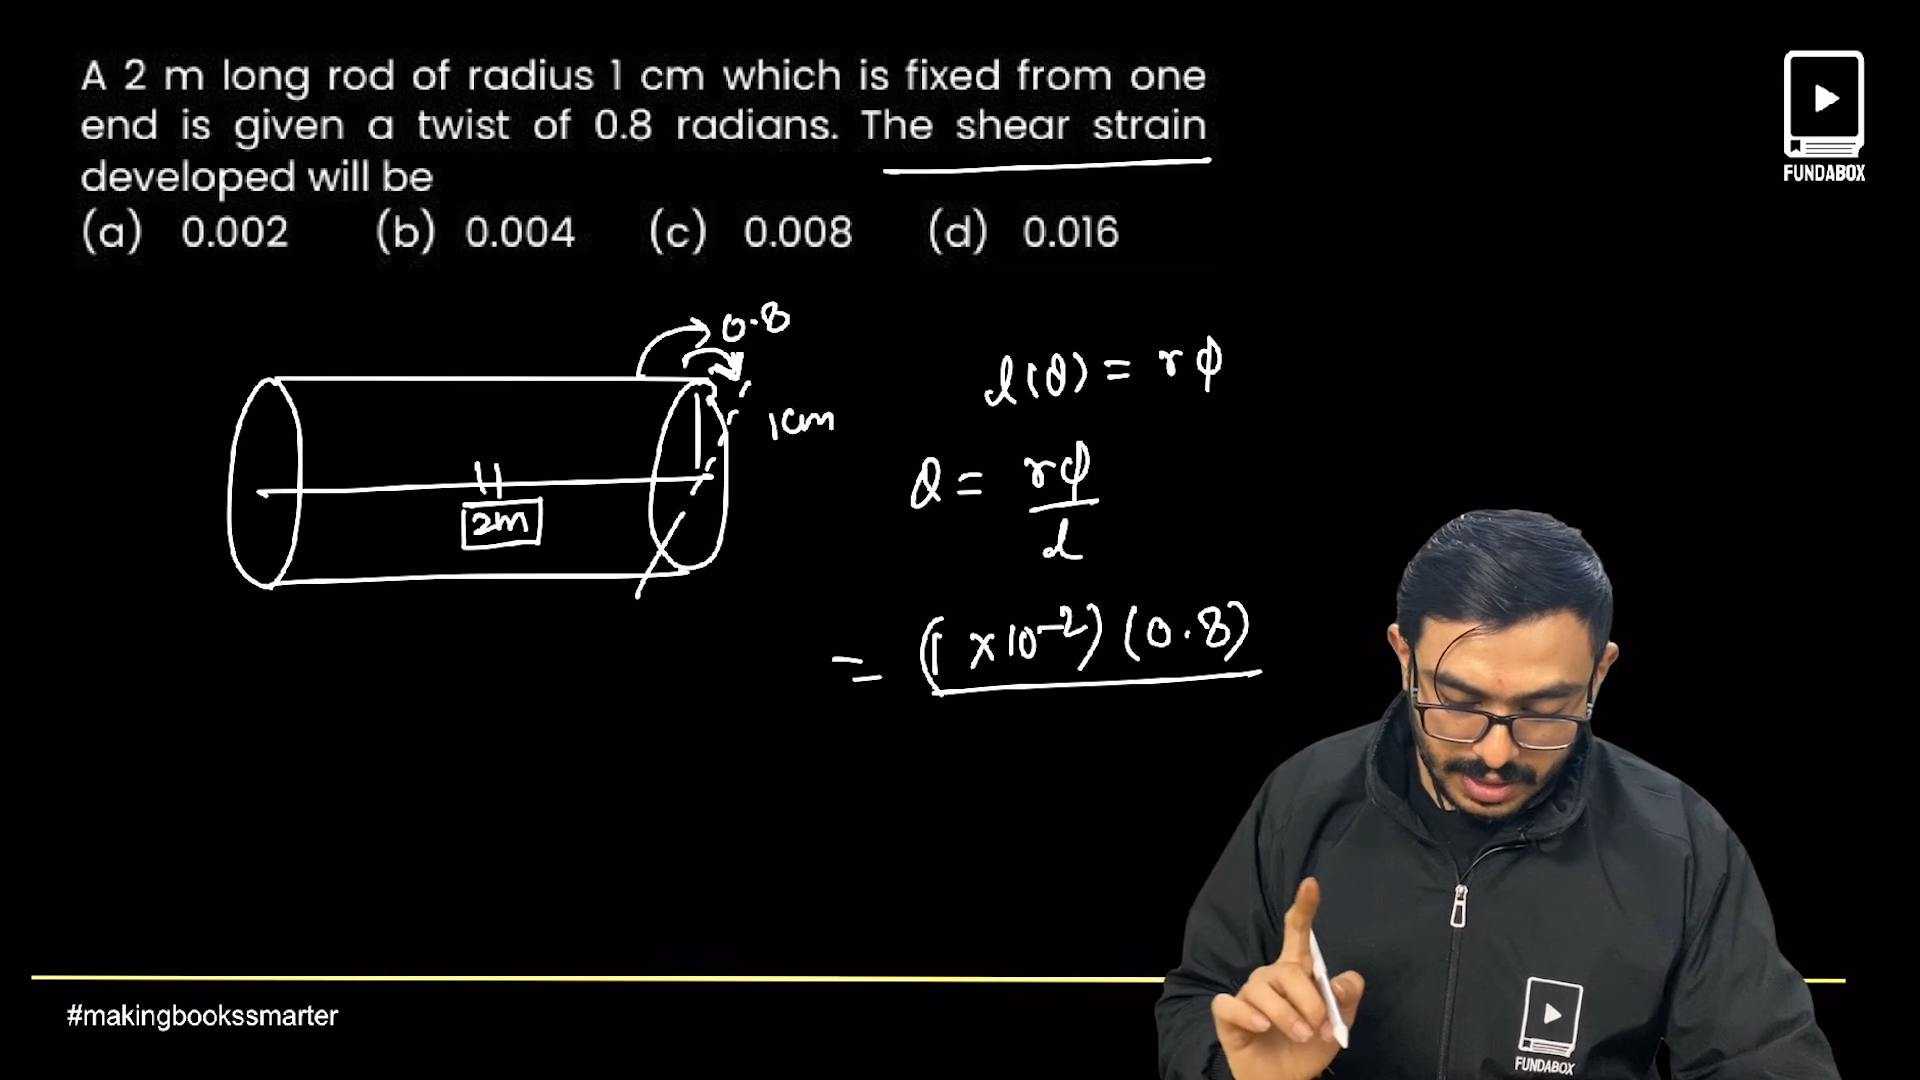 A 2 m long rod of radius 1 cm which is fixed from one
end is given a twist of 0.8 radians. The shear strain
developed will be
(a) 0.002 (b) 0.004 (c) 0.008 (d) 0.016
FUNDABOX
0.8
1cm
2m
l(θ) = rφ
θ = rφ
l
= (1 ×10⁻²) (0.8)
#makingbookssmarter
FUNDABOX